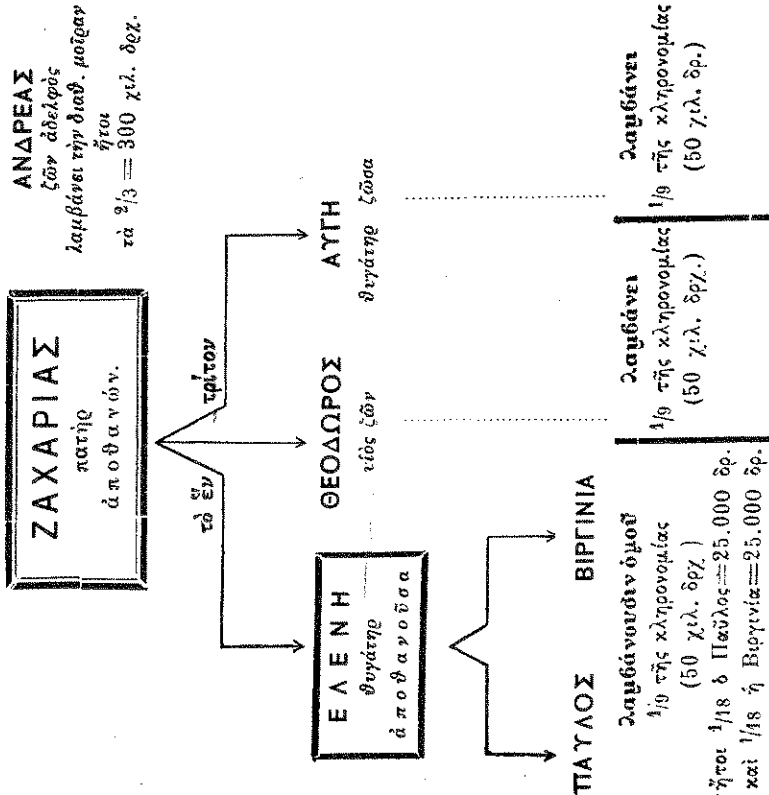 ΖΑΧΑΡΙΑΣ
πατὴρ
ἀποθανών.
ΑΝΔΡΕΑΣ
ζῶν ἀδελφὸς
λαμβάνει τὴν διαθ. μοῖραν
ἤτοι
τὰ 2/3 = 300 χιλ. δρχ.
τὸ ἓν
τρίτον
ΕΛΕΝΗ
θυγάτηρ
ἀποθανοῦσα
ΘΕΟΔΩΡΟΣ
υἱὸς ζῶν
ΑΥΓΗ
θυγάτηρ ζῶσα
ΠΑΥΛΟΣ
ΒΙΡΓΙΝΙΑ
λαμβάνουσιν ὁμοῦ
1/9 τῆς κληρονομίας
(50 χιλ. δρχ )
ἤτοι 1/18 ὁ Παῦλος=25.000 δρ.
καὶ 1/18 ἡ Βιργινία=25.000 δρ.
λαμβάνει
1/9 τῆς κληρονομίας
(50 χιλ. δρχ.)
λαμβάνει
1/9 τῆς κληρονομίας
(50 χιλ. δρ.)